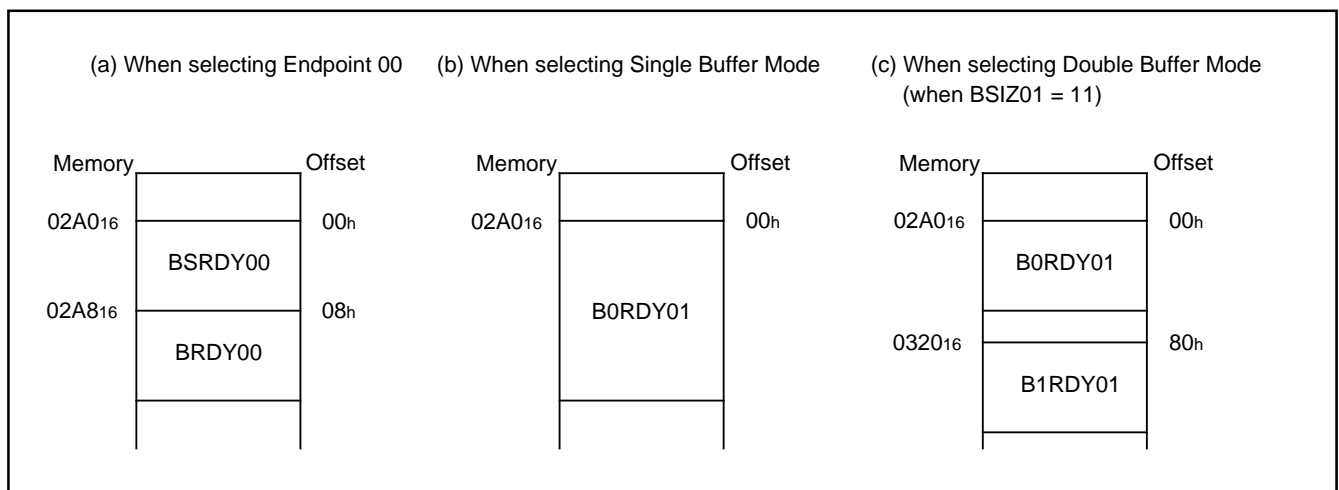 (a) When selecting Endpoint 00
Memory Offset
02A016 00h
BSRDY00
02A816 08h
BRDY00
(b) When selecting Single Buffer Mode
Memory Offset
02A016 00h
B0RDY01
(c) When selecting Double Buffer Mode
(when BSIZ01 = 11)
Memory Offset
02A016 00h
B0RDY01
032016 80h
B1RDY01